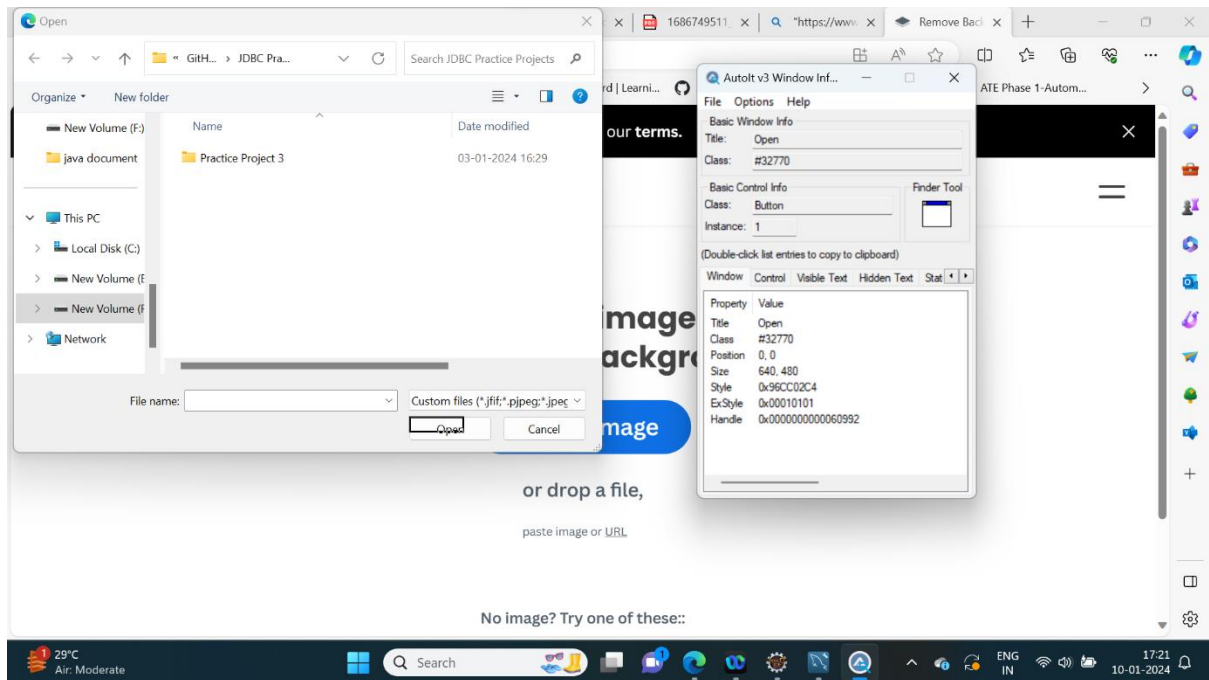 Open
GitH... › JDBC Pra...
Search JDBC Practice Projects
Organize
New folder
Name
Date modified
New Volume (F:)
java document
Practice Project 3
03-01-2024 16:29
This PC
Local Disk (C:)
New Volume (E
New Volume (F
Network
File name:
Custom files (*.jfif;*.pjpeg;*.jpeg
Open
Cancel
1686749511_
"https://www.
Remove Back
rd | Learni...
ATE Phase 1-Autom...
our terms.
AutoIt v3 Window Inf...
File Options Help
Basic Window Info
Title: Open
Class: #32770
Basic Control Info
Finder Tool
Class: Button
Instance: 1
(Double-click list entries to copy to clipboard)
Window Control Visible Text Hidden Text Stat
Property Value
Title Open
Class #32770
Position 0, 0
Size 640, 480
Style 0x96CC02C4
ExStyle 0x00010101
Handle 0x0000000000060992
image
ackgr
mage
or drop a file,
paste image or URL
No image? Try one of these::
29°C
Air: Moderate
Search
ENG
IN
17:21
10-01-2024